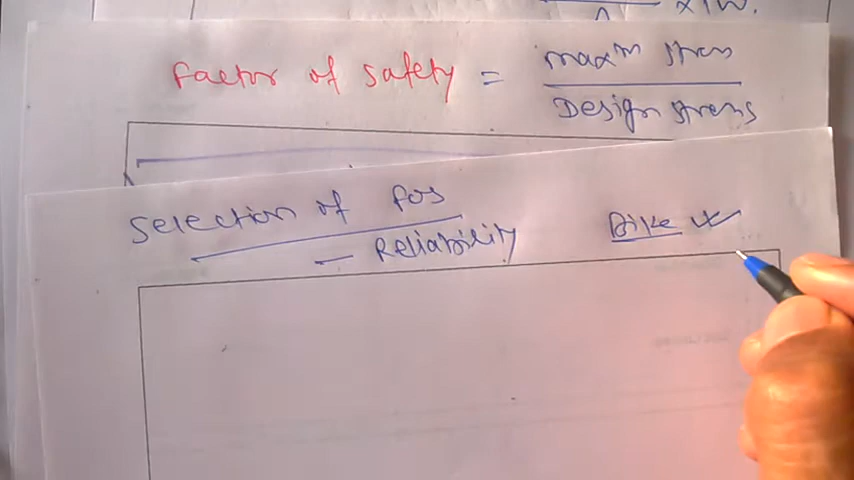 Factor of safety = maxm stress
Design stress
Selection of fos
— Reliability
Bike